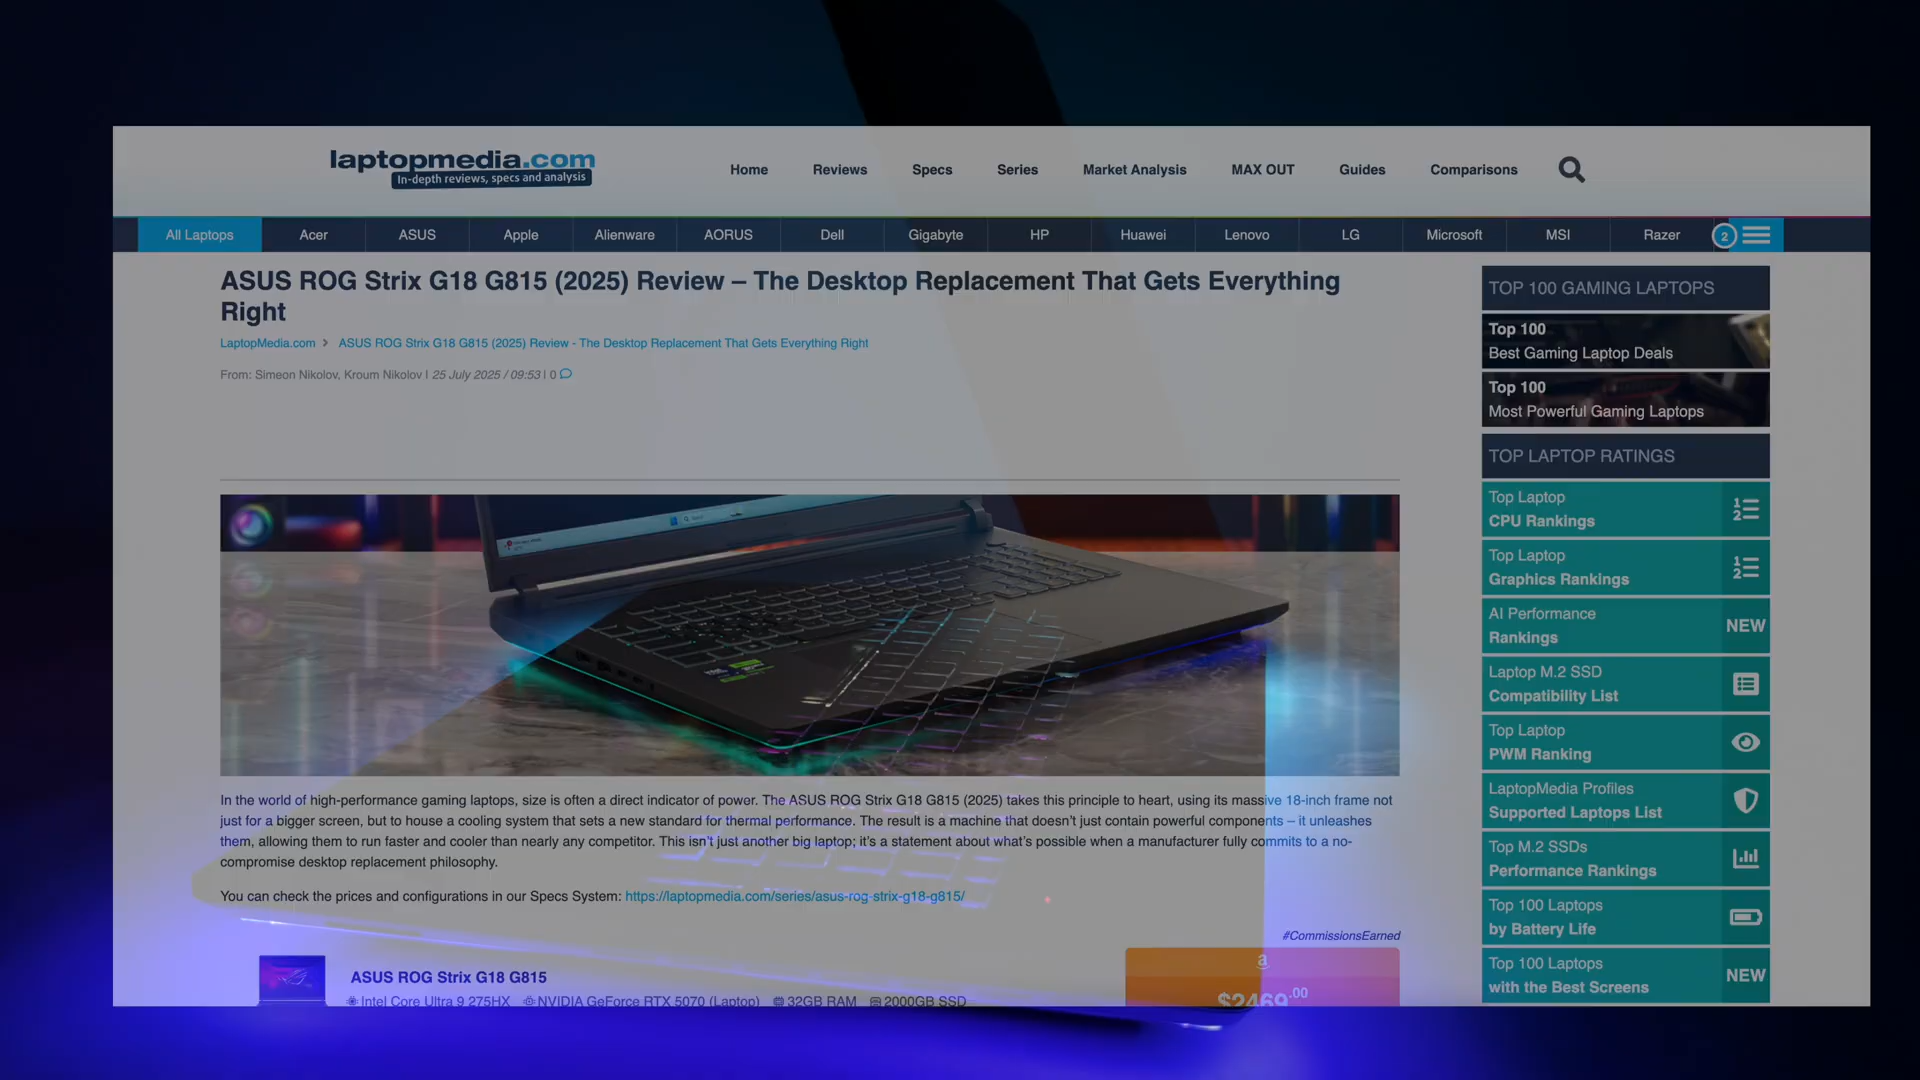 laptopmedia.com
In-depth reviews, specs and analysis
Home Reviews Specs Series Market Analysis MAX OUT Guides Comparisons
All Laptops Acer ASUS Apple Alienware AORUS Dell Gigabyte HP Huawei Lenovo LG Microsoft MSI Razer 2
ASUS ROG Strix G18 G815 (2025) Review – The Desktop Replacement That Gets Everything
Right
LaptopMedia.com > ASUS ROG Strix G18 G815 (2025) Review - The Desktop Replacement That Gets Everything Right
From: Simeon Nikolov, Kroum Nikolov | 25 July 2025 / 09:53 | 0
In the world of high-performance gaming laptops, size is often a direct indicator of power. The ASUS ROG Strix G18 G815 (2025) takes this principle to heart, using its massive 18-inch frame not
just for a bigger screen, but to house a cooling system that sets a new standard for thermal performance. The result is a machine that doesn't just contain powerful components – it unleashes
them, allowing them to run faster and cooler than nearly any competitor. This isn't just another big laptop; it's a statement about what's possible when a manufacturer fully commits to a no-
compromise desktop replacement philosophy.
You can check the prices and configurations in our Specs System: https://laptopmedia.com/series/asus-rog-strix-g18-g815/
#CommissionsEarned
ASUS ROG Strix G18 G815
Intel Core Ultra 9 275HX NVIDIA GeForce RTX 5070 (Laptop) 32GB RAM 2000GB SSD
a
$2469.00
TOP 100 GAMING LAPTOPS
Top 100
Best Gaming Laptop Deals
Top 100
Most Powerful Gaming Laptops
TOP LAPTOP RATINGS
Top Laptop
CPU Rankings
Top Laptop
Graphics Rankings
AI Performance
Rankings NEW
Laptop M.2 SSD
Compatibility List
Top Laptop
PWM Ranking
LaptopMedia Profiles
Supported Laptops List
Top M.2 SSDs
Performance Rankings
Top 100 Laptops
by Battery Life
Top 100 Laptops
with the Best Screens NEW